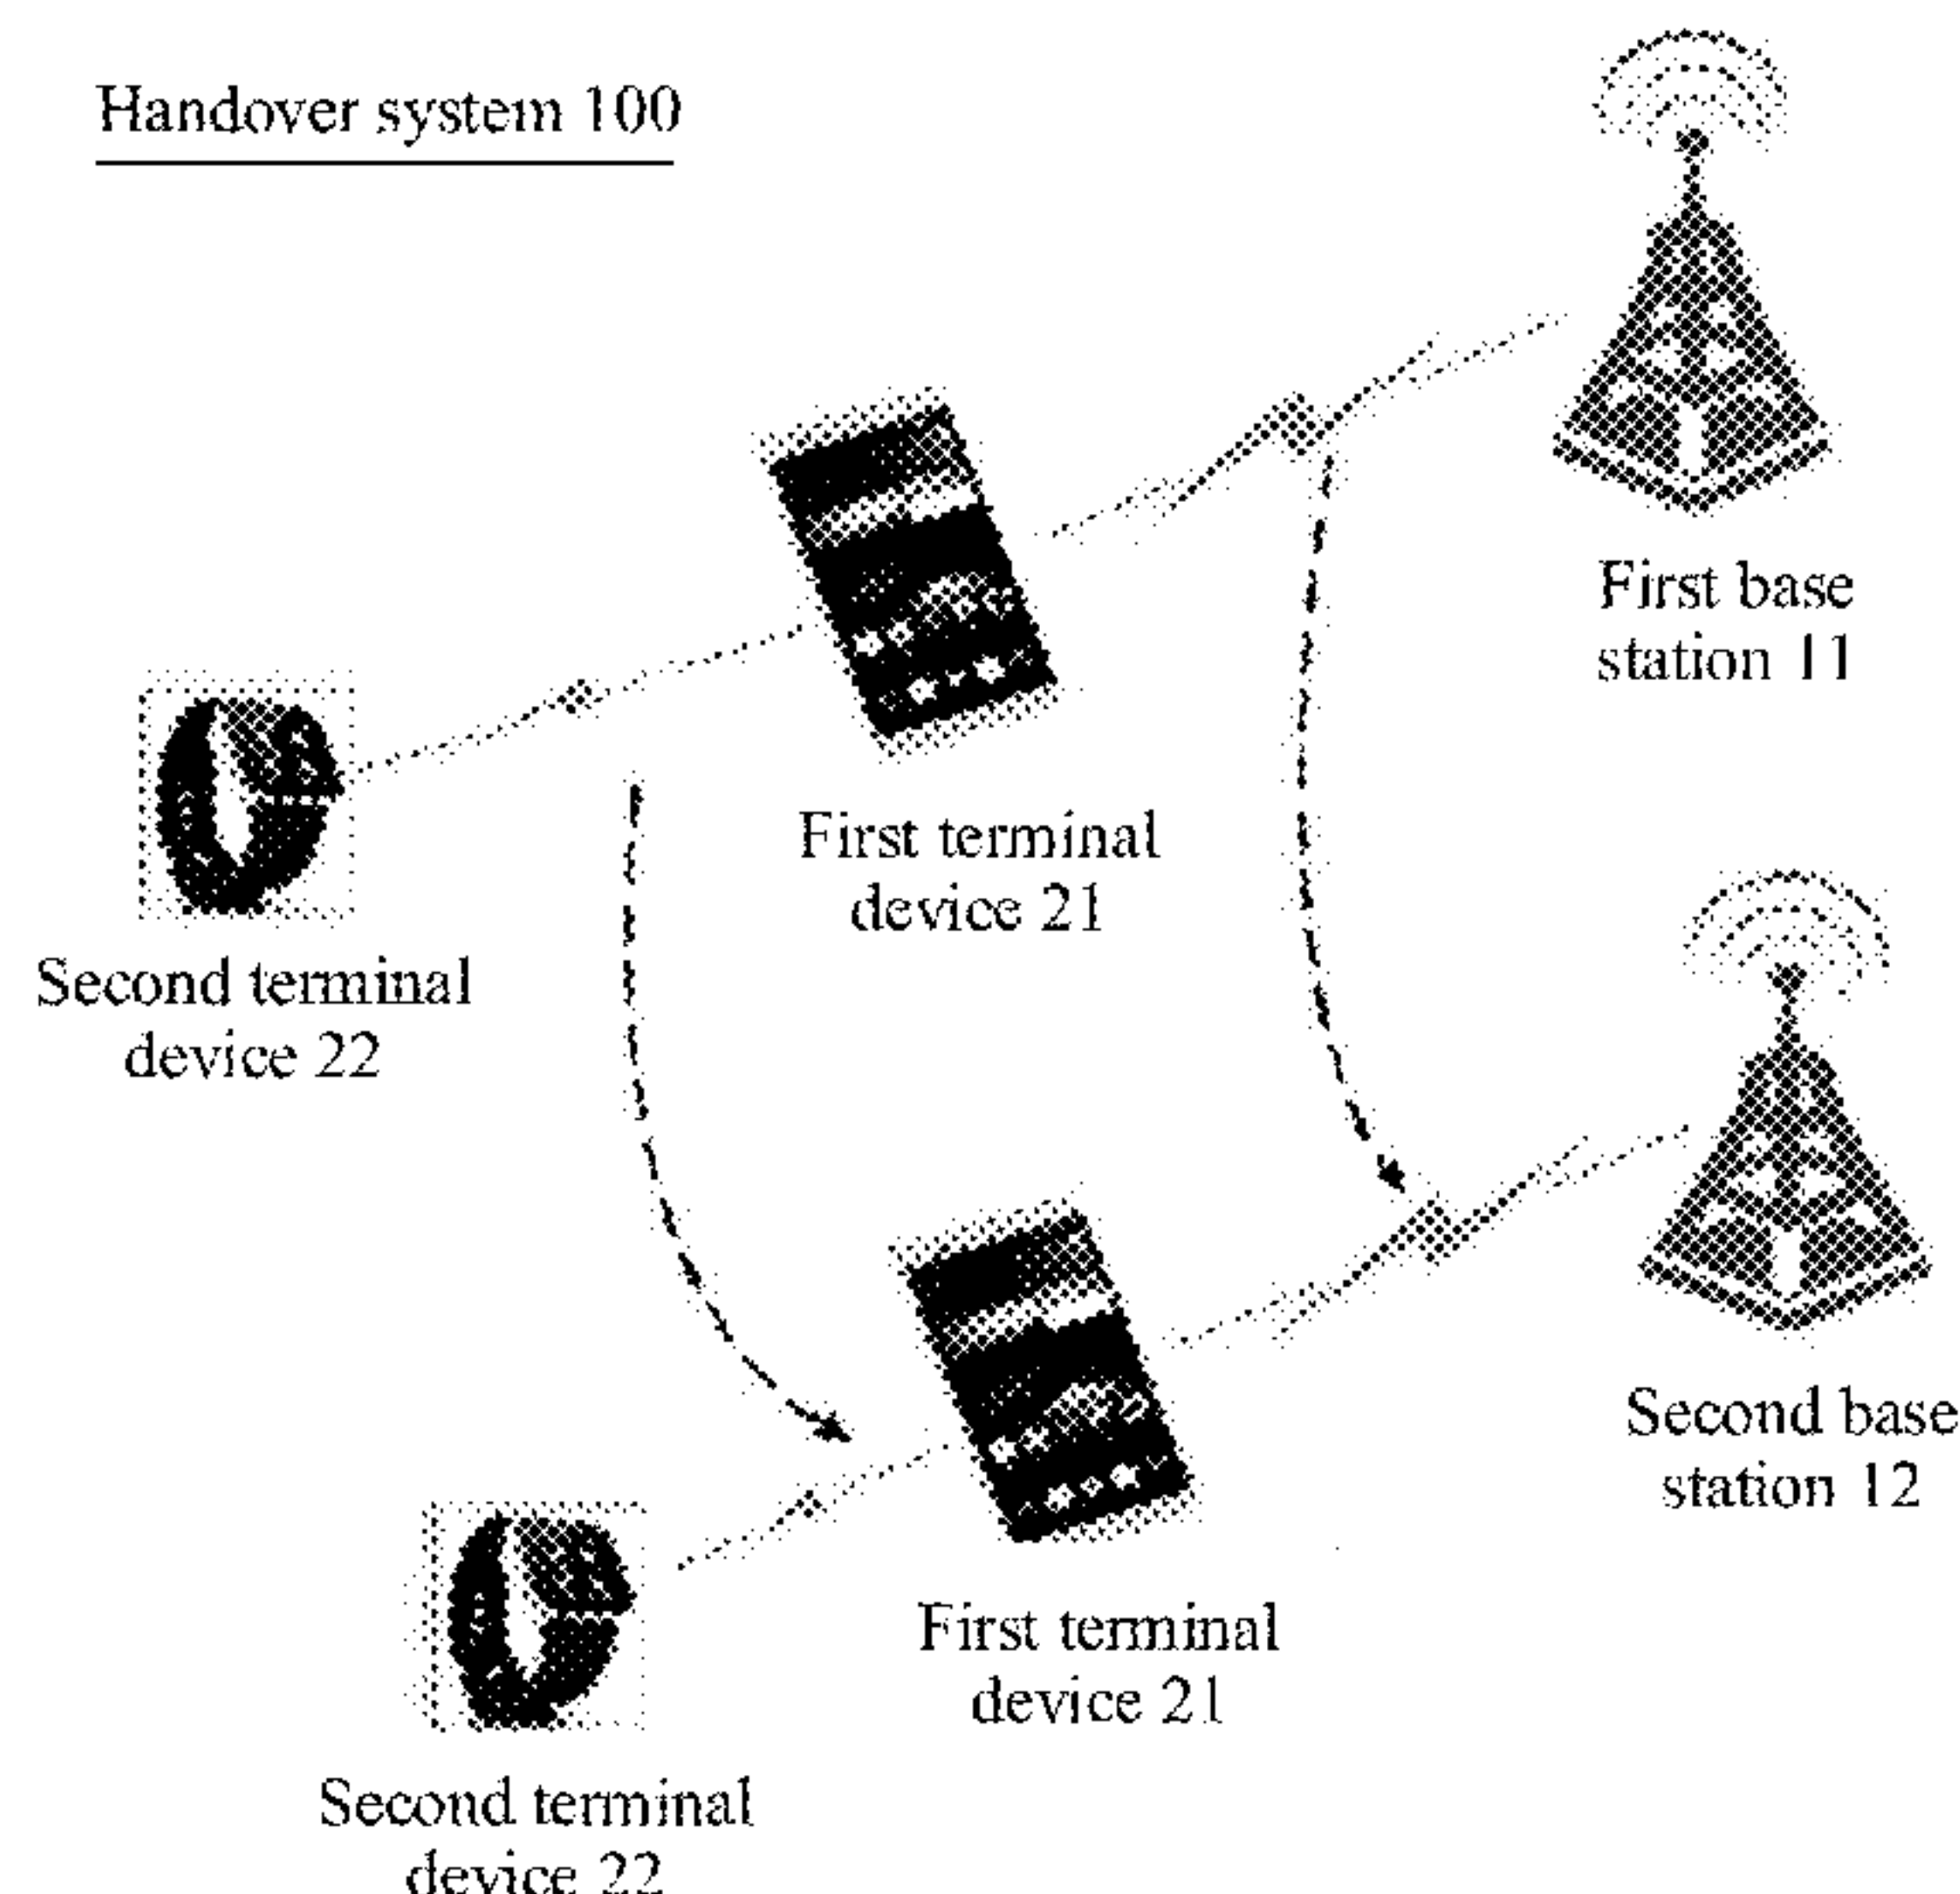 Handover system 100
First base
station 11
First terminal
device 21
Second terminal
device 22
Second base
station 12
First terminal
device 21
Second terminal
device 22